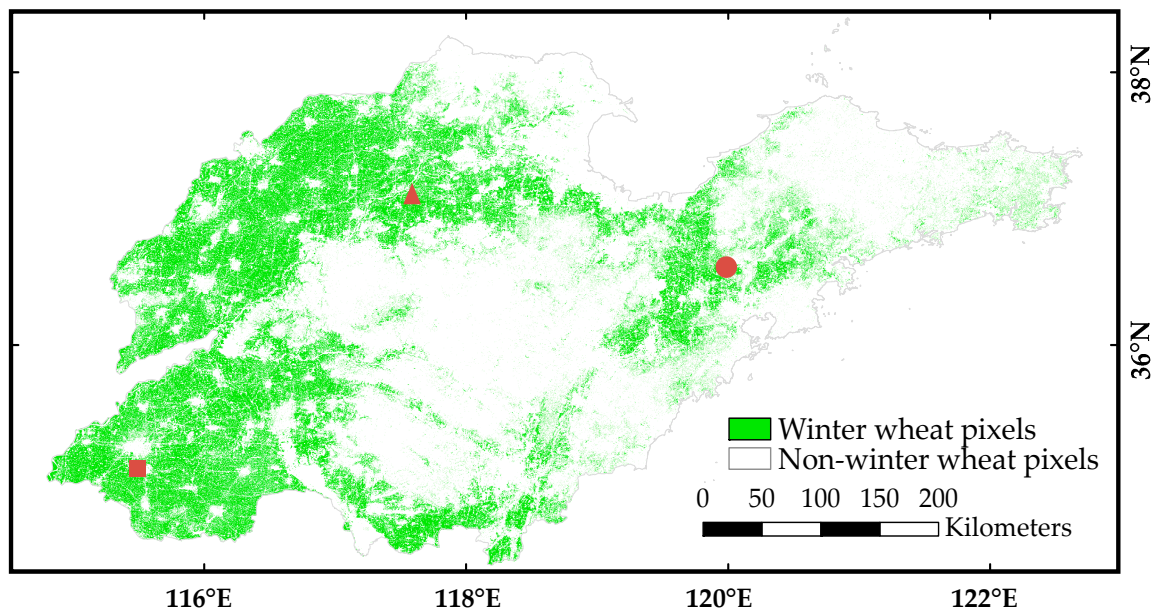 38°N
36°N
Winter wheat pixels
Non-winter wheat pixels
0 50 100 150 200
Kilometers
116°E 118°E 120°E 122°E